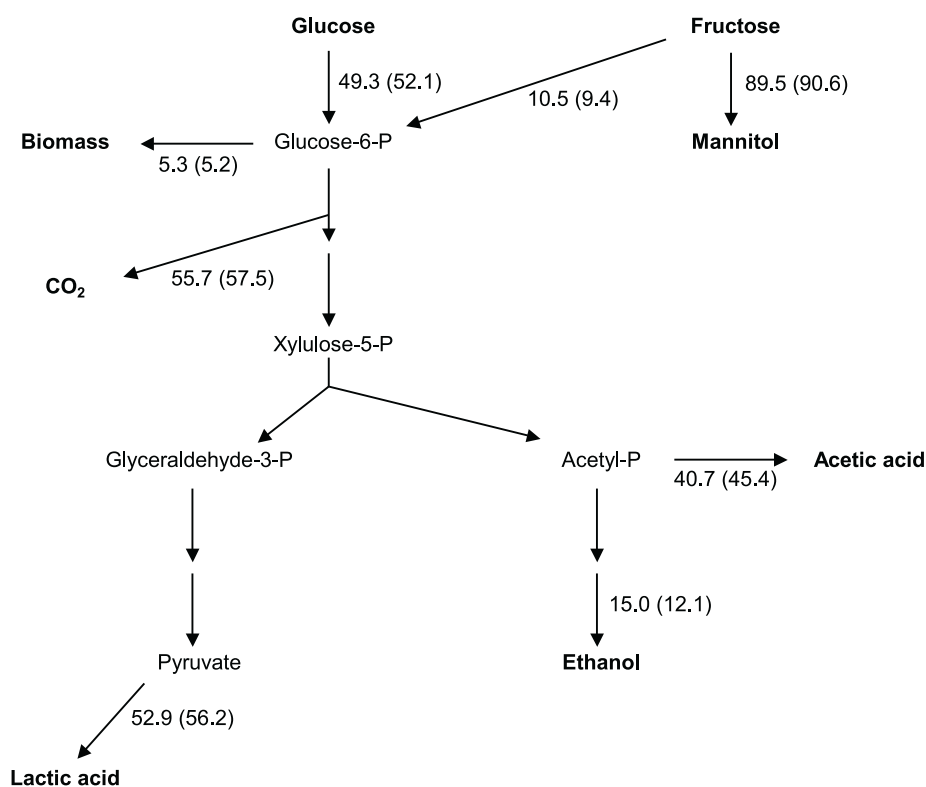 Glucose
Fructose
49.3 (52.1)
10.5 (9.4)
89.5 (90.6)
Biomass
Glucose-6-P
Mannitol
5.3 (5.2)
CO₂
55.7 (57.5)
Xylulose-5-P
Glyceraldehyde-3-P
Acetyl-P
Acetic acid
40.7 (45.4)
15.0 (12.1)
Pyruvate
Ethanol
52.9 (56.2)
Lactic acid